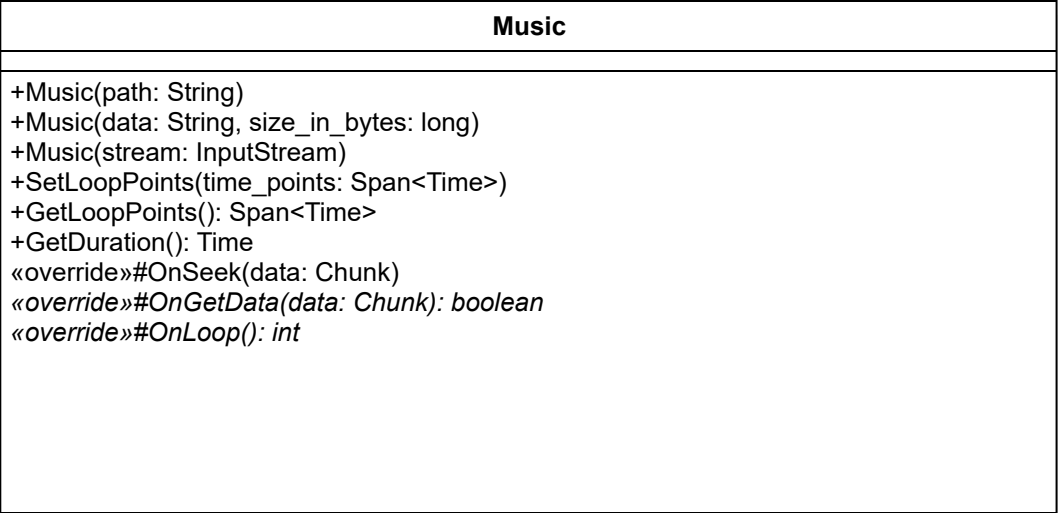 Music
+Music(path: String)
+Music(data: String, size_in_bytes: long)
+Music(stream: InputStream)
+SetLoopPoints(time_points: Span<Time>)
+GetLoopPoints(): Span<Time>
+GetDuration(): Time
«override»#OnSeek(data: Chunk)
«override»#OnGetData(data: Chunk): boolean
«override»#OnLoop(): int